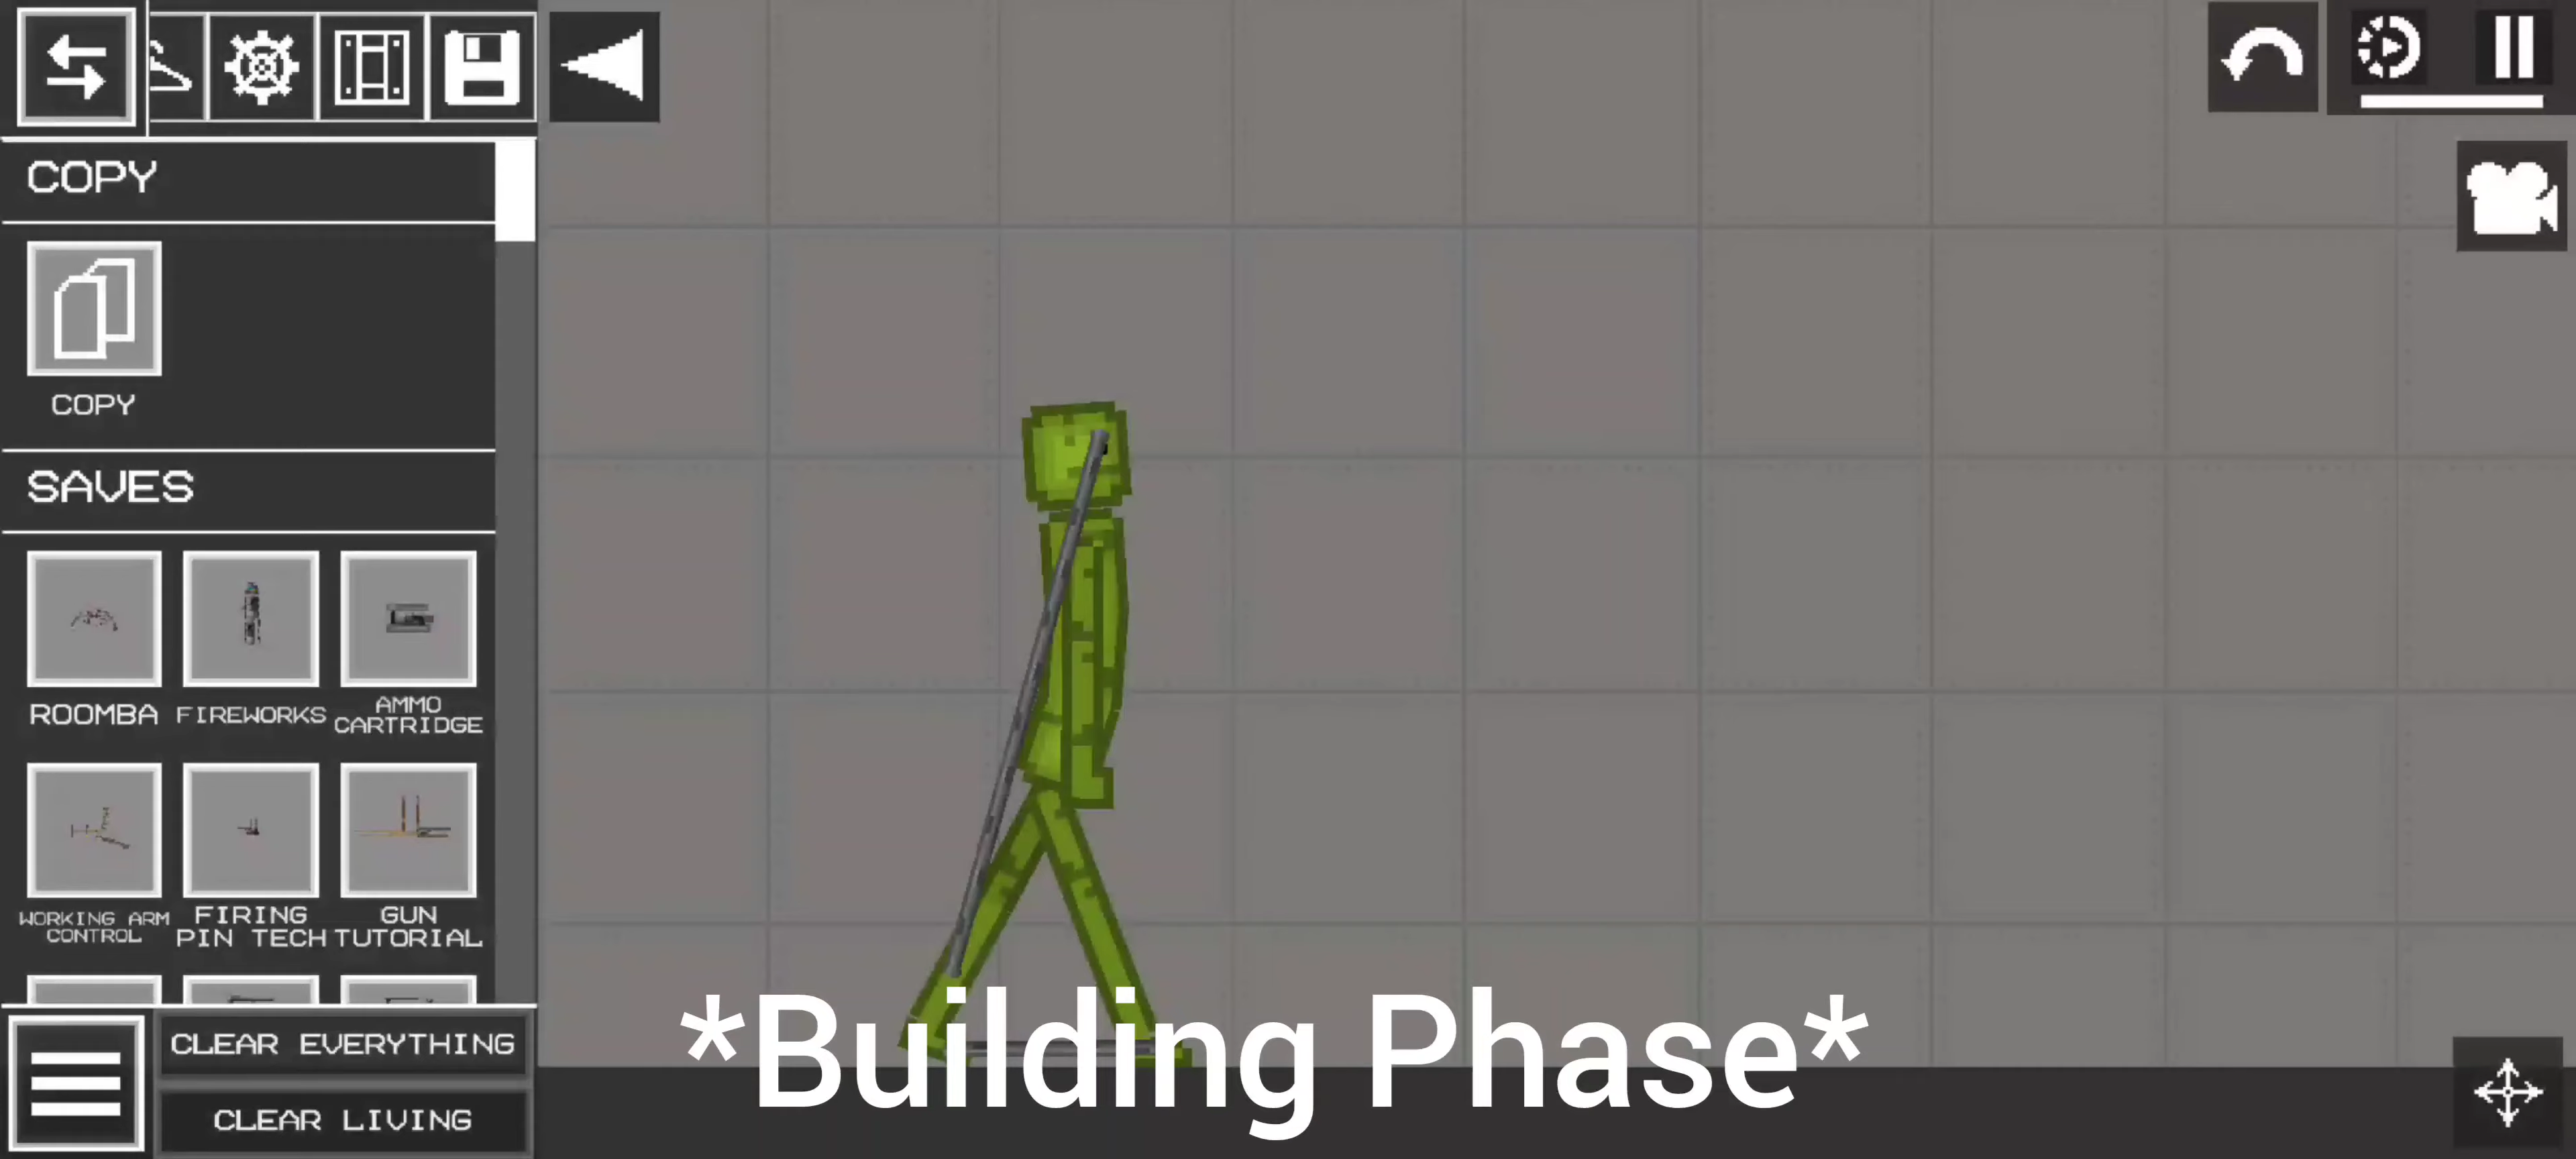 COPY
COPY
SAVES
ROOMBA
FIREWORKS
AMMO
CARTRIDGE
WORKING ARM
CONTROL
FIRING
PIN TECH
GUN
TUTORIAL
CLEAR EVERYTHING
CLEAR LIVING
*Building Phase*